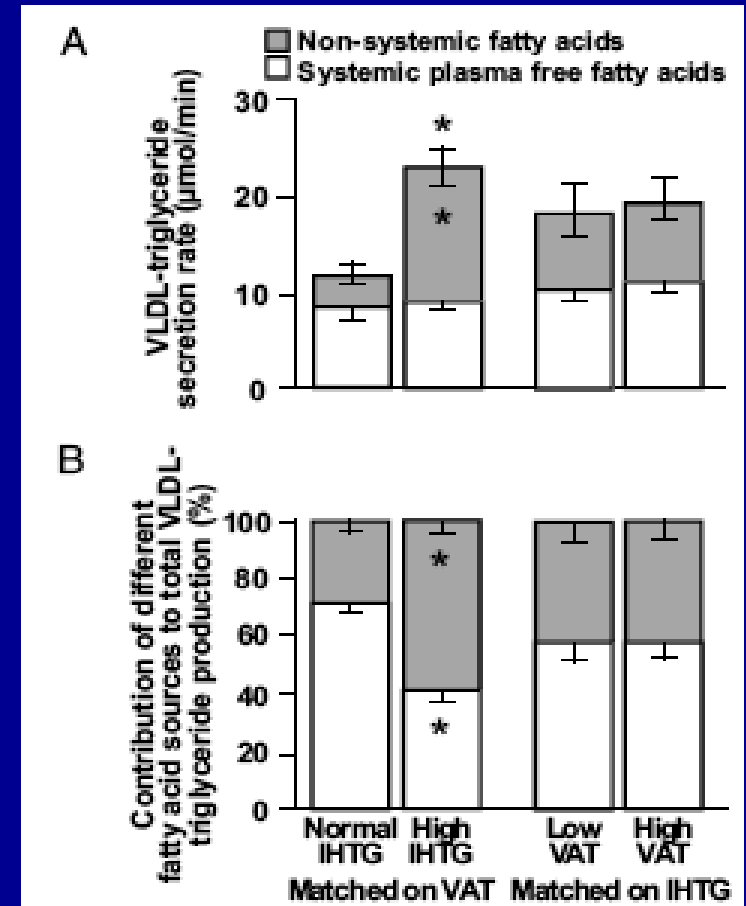 A
Non-systemic fatty acids
Systemic plasma free fatty acids
VLDL-triglyceride
secretion rate (µmol/min)
30
20
10
0
*
*
B
Contribution of different
fatty acid sources to total VLDL-
triglyceride production (%)
100
80
60
40
20
0
*
*
Normal IHTG
High IHTG
Low VAT
High VAT
Matched on VAT
Matched on IHTG